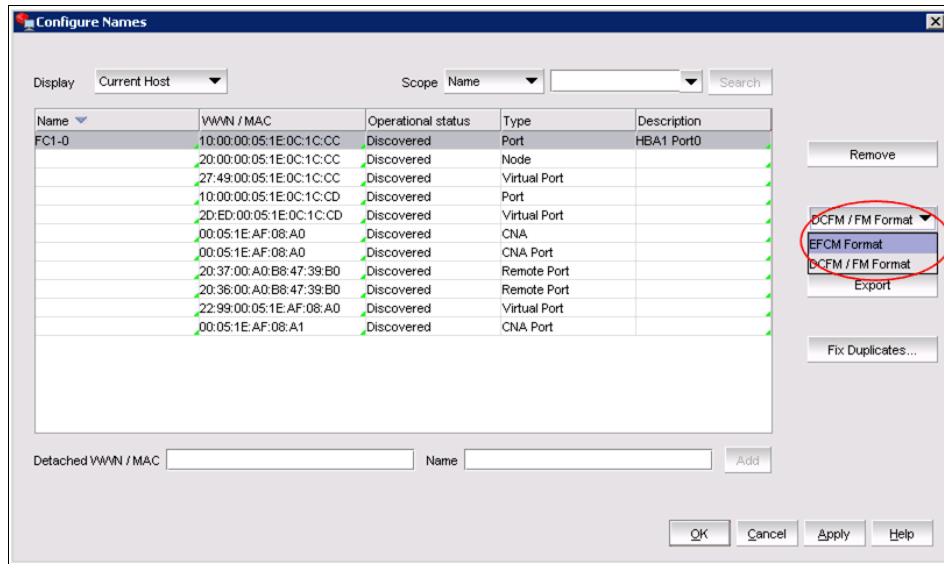 Configure Names
Display Current Host Scope Name Search
Name WWN / MAC Operational status Type Description
FC1-0 10:00:00:05:1E:0C:1C:CC Discovered Port HBA1 Port0
20:00:00:05:1E:0C:1C:CC Discovered Node
27:49:00:05:1E:0C:1C:CC Discovered Virtual Port
10:00:00:05:1E:0C:1C:CD Discovered Port
2D:ED:00:05:1E:0C:1C:CD Discovered Virtual Port
00:05:1E:AF:08:A0 Discovered CNA
00:05:1E:AF:08:A0 Discovered CNA Port
20:37:00:A0:B8:47:39:B0 Discovered Remote Port
20:36:00:A0:B8:47:39:B0 Discovered Remote Port
22:99:00:05:1E:AF:08:A0 Discovered Virtual Port
00:05:1E:AF:08:A1 Discovered CNA Port
Remove
DCFM / FM Format
EFCM Format
DCFM / FM Format
Export
Fix Duplicates...
Detached WWN / MAC Name Add
OK Cancel Apply Help